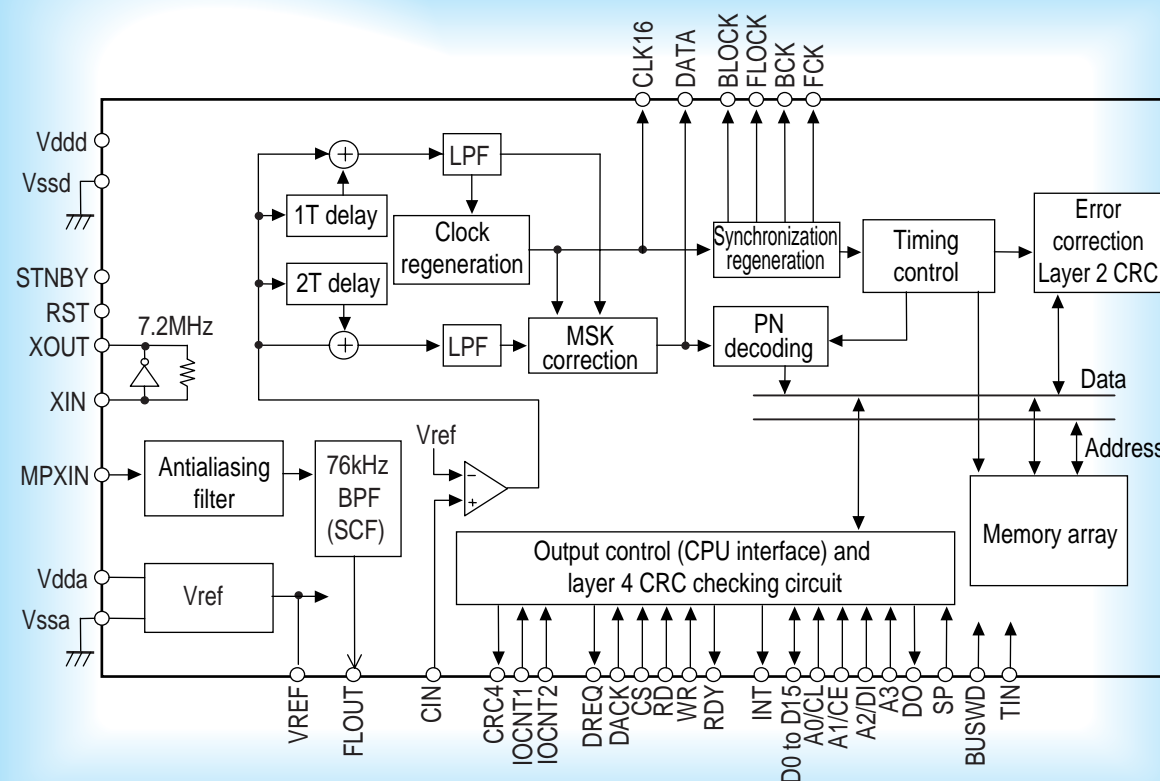 CLK16
DATA
BLOCK
FLOCK
BCK
FCK
Vddd
Vssd
STNBY
RST
XOUT
7.2MHz
XIN
MPXIN
Vdda
Vssa
+
LPF
1T delay
Clock
regeneration
2T delay
+
LPF
MSK
correction
Synchronization
regeneration
Timing
control
Error
correction
Layer 2 CRC
PN
decoding
Data
Address
Memory array
Antialiasing
filter
76kHz
BPF
(SCF)
Vref
−
+
Vref
Output control (CPU interface) and
layer 4 CRC checking circuit
VREF
FLOUT
CIN
CRC4
IOCNT1
IOCNT2
DREQ
DACK
CS
RD
WR
RDY
INT
D0 to D15
A0/CL
A1/CE
A2/DI
A3
DO
SP
BUSWD
TIN